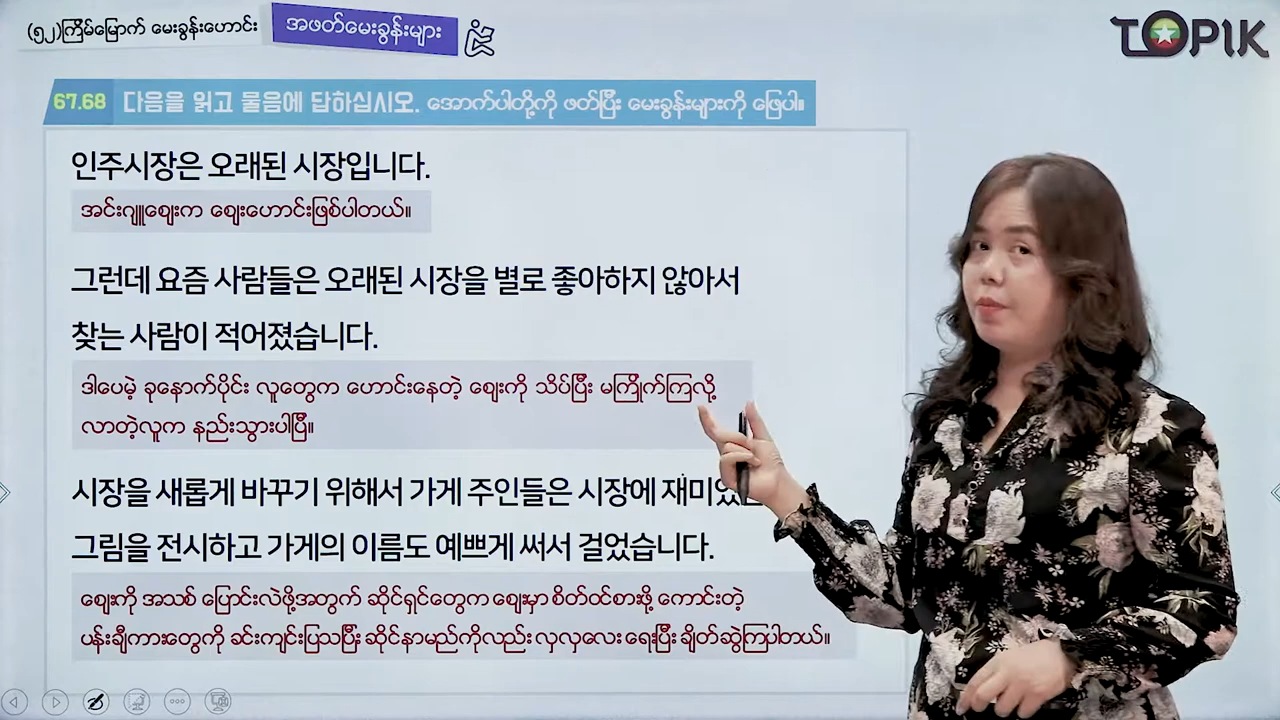 (၅၂)ကြိမ်မြောက် မေးခွန်းဟောင်း
အဖတ်မေးခွန်းများ
TOPIK
67.68 다음을 읽고 물음에 답하십시오. အောက်ပါတို့ကို ဖတ်ပြီး မေးခွန်းများကို ဖြေပါ။
인주시장은 오래된 시장입니다.
အင်းဂျူစျေးက စျေးဟောင်းဖြစ်ပါတယ်။
그런데 요즘 사람들은 오래된 시장을 별로 좋아하지 않아서
찾는 사람이 적어졌습니다.
ဒါပေမဲ့ ခုနောက်ပိုင်း လူတွေက ဟောင်းနေတဲ့ စျေးကို သိပ်ပြီး မကြိုက်ကြလို့
လာတဲ့လူက နည်းသွားပါပြီ။
시장을 새롭게 바꾸기 위해서 가게 주인들은 시장에
그림을 전시하고 가게의 이름도 예쁘게 써서 걸었습니다.
စျေးကို အသစ် ပြောင်းလဲဖို့အတွက် ဆိုင်ရှင်တွေက စျေးမှာ စိတ်ဝင်စားဖို့ ကောင်းတဲ့
ပန်းချီကားတွေကို ခင်းကျင်းပြသပြီး ဆိုင်နာမည်ကိုလည်း လှလှလေး ရေးပြီး ချိတ်ဆွဲကြပါတယ်။